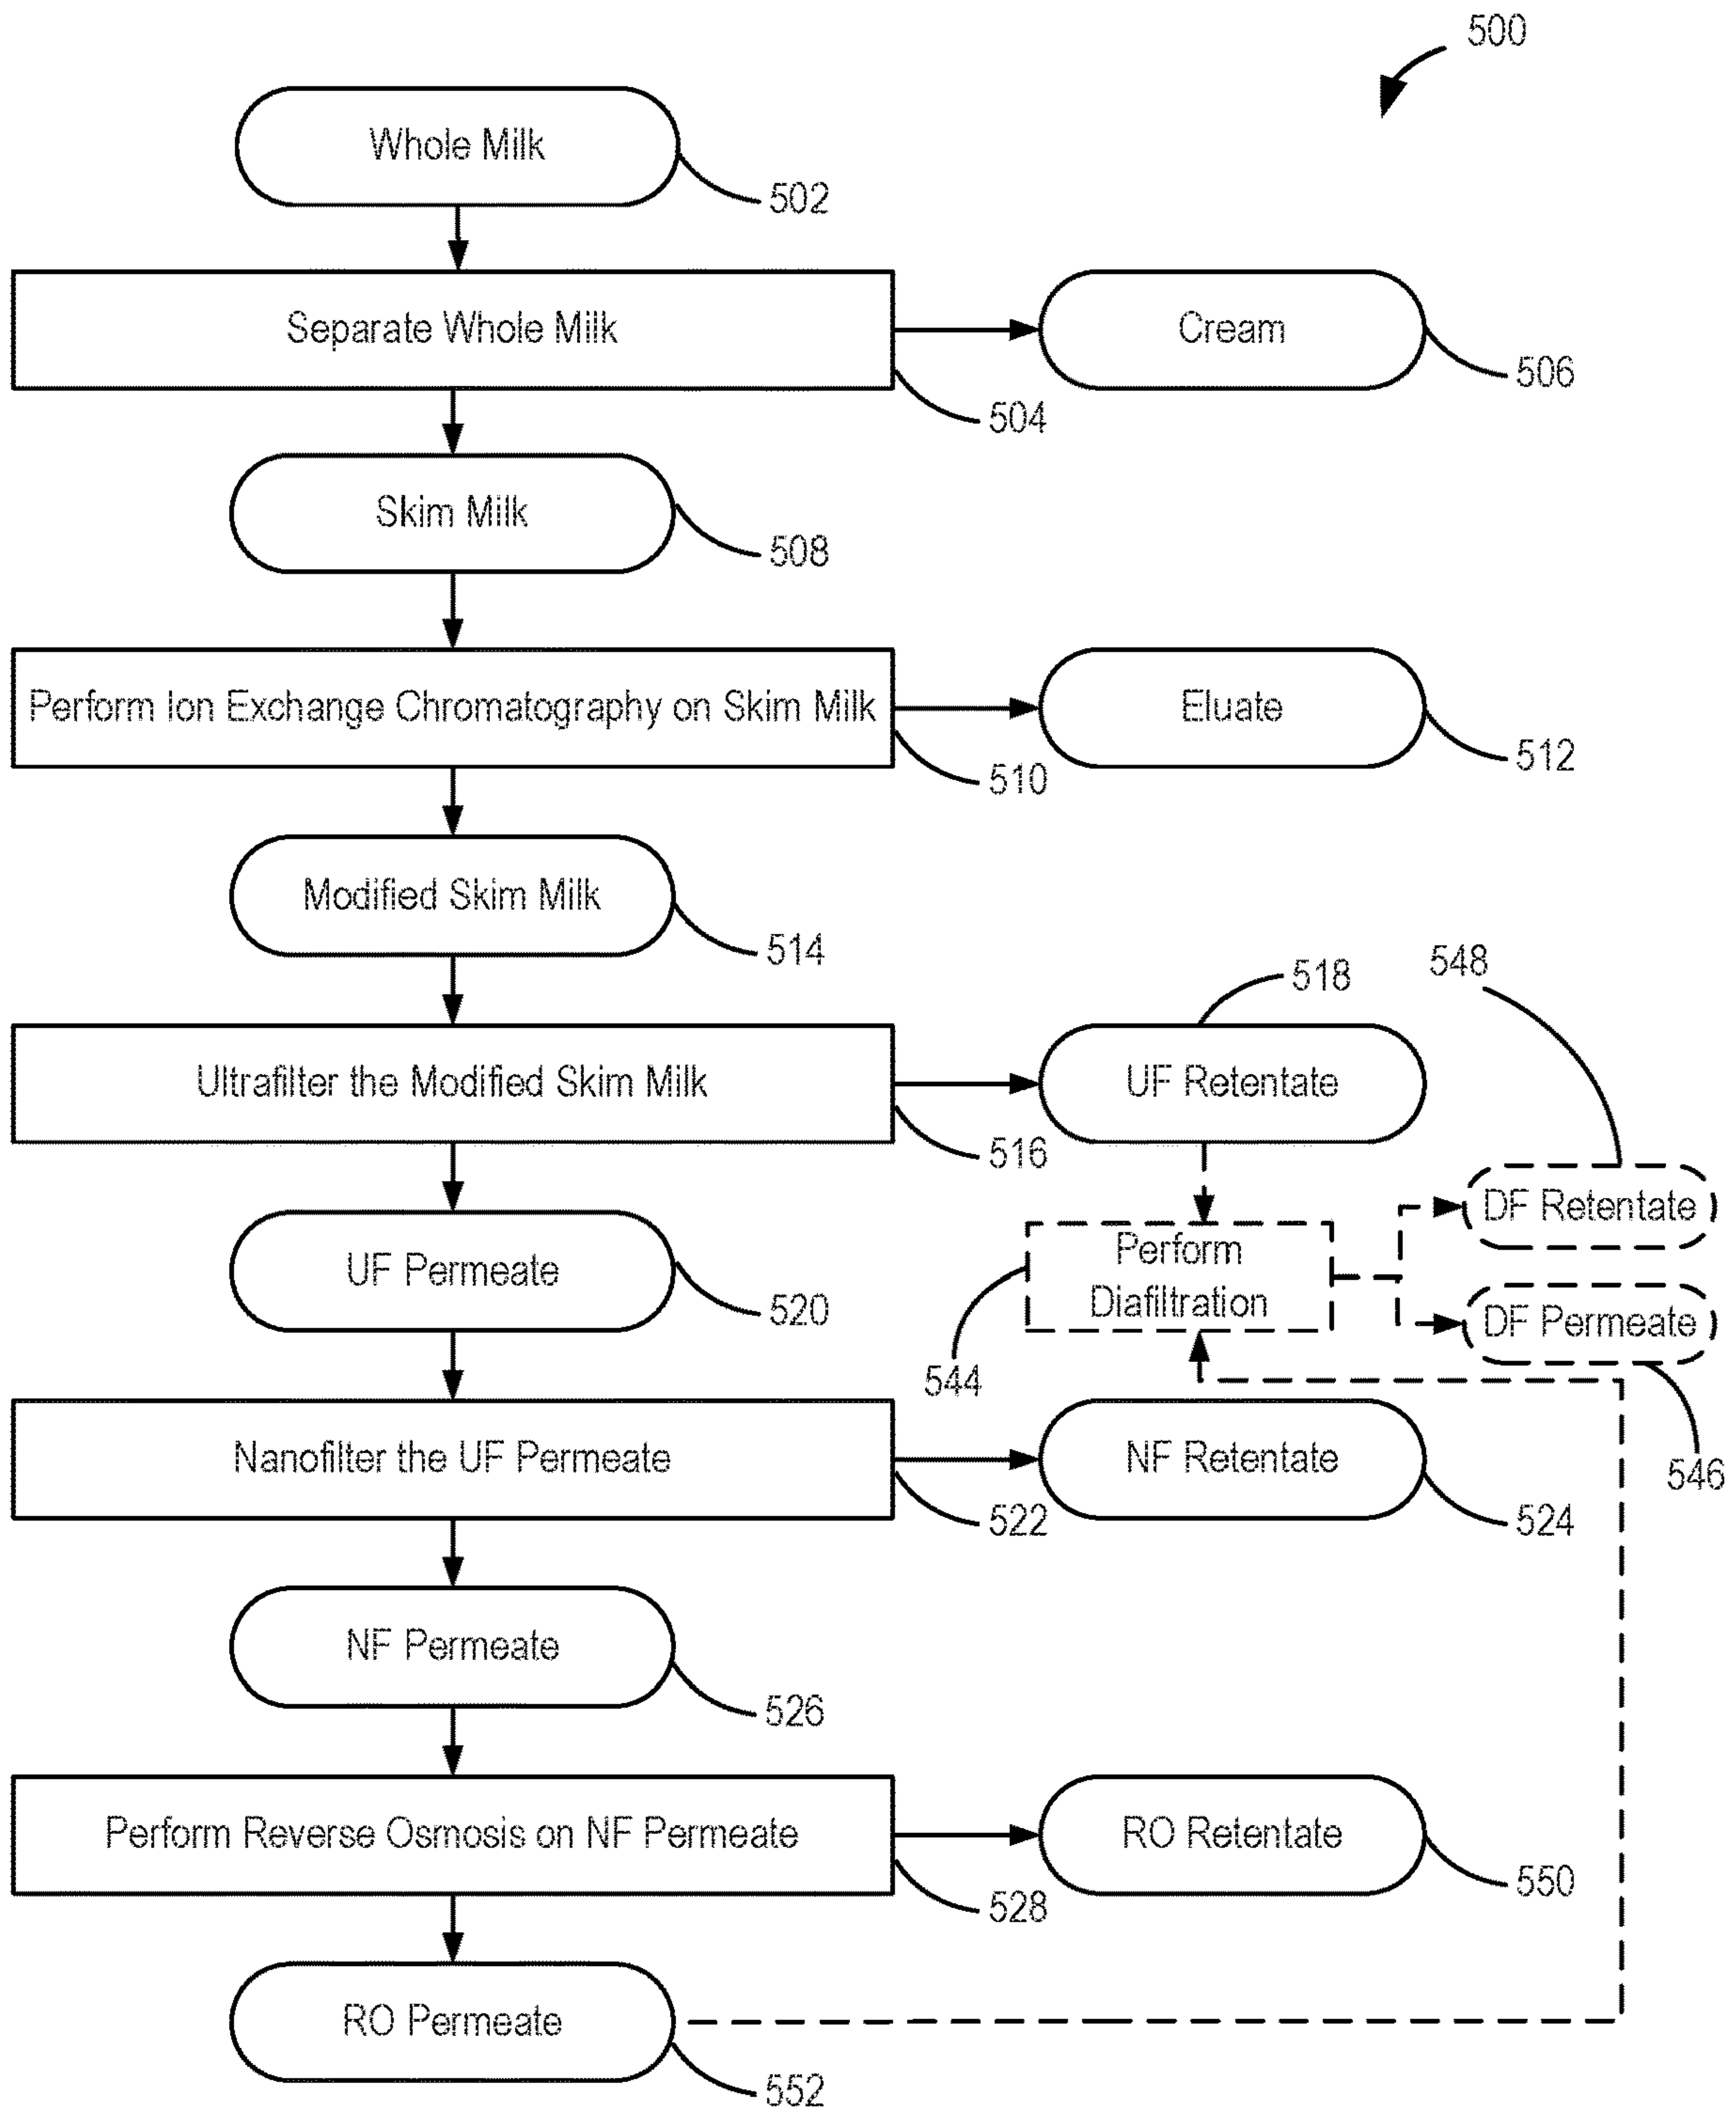 500
Whole Milk
502
Separate Whole Milk
Cream
506
504
Skim Milk
508
Perform Ion Exchange Chromatography on Skim Milk
Eluate
512
510
Modified Skim Milk
514
518
548
Ultrafilter the Modified Skim Milk
UF Retentate
516
DF Retentate
UF Permeate
520
Perform
Diafiltration
DF Permeate
544
546
Nanofilter the UF Permeate
NF Retentate
522
524
NF Permeate
526
Perform Reverse Osmosis on NF Permeate
RO Retentate
550
528
RO Permeate
552